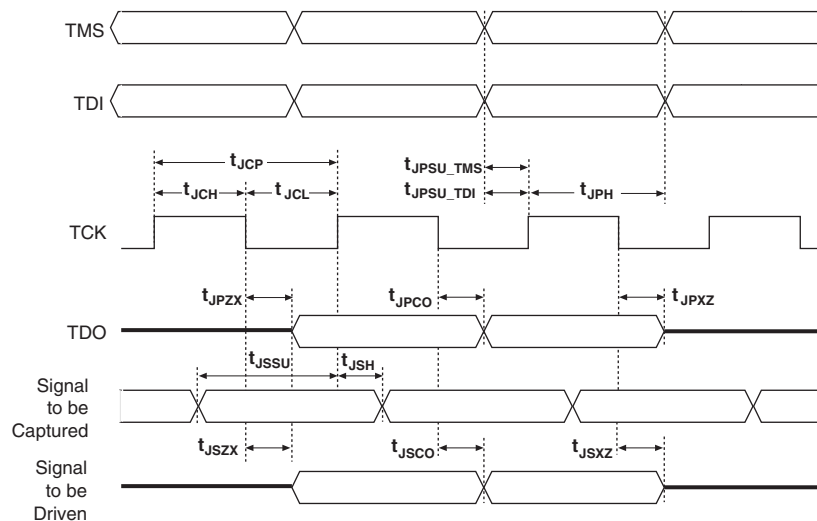 TMS
TDI
tJCP
tJCH
tJCL
tJPSU_TMS
tJPSU_TDI
tJPH
TCK
tJPZX
tJPCO
tJPXZ
TDO
tJSSU
tJSH
Signal
to be
Captured
tJSZX
tJSCO
tJSXZ
Signal
to be
Driven